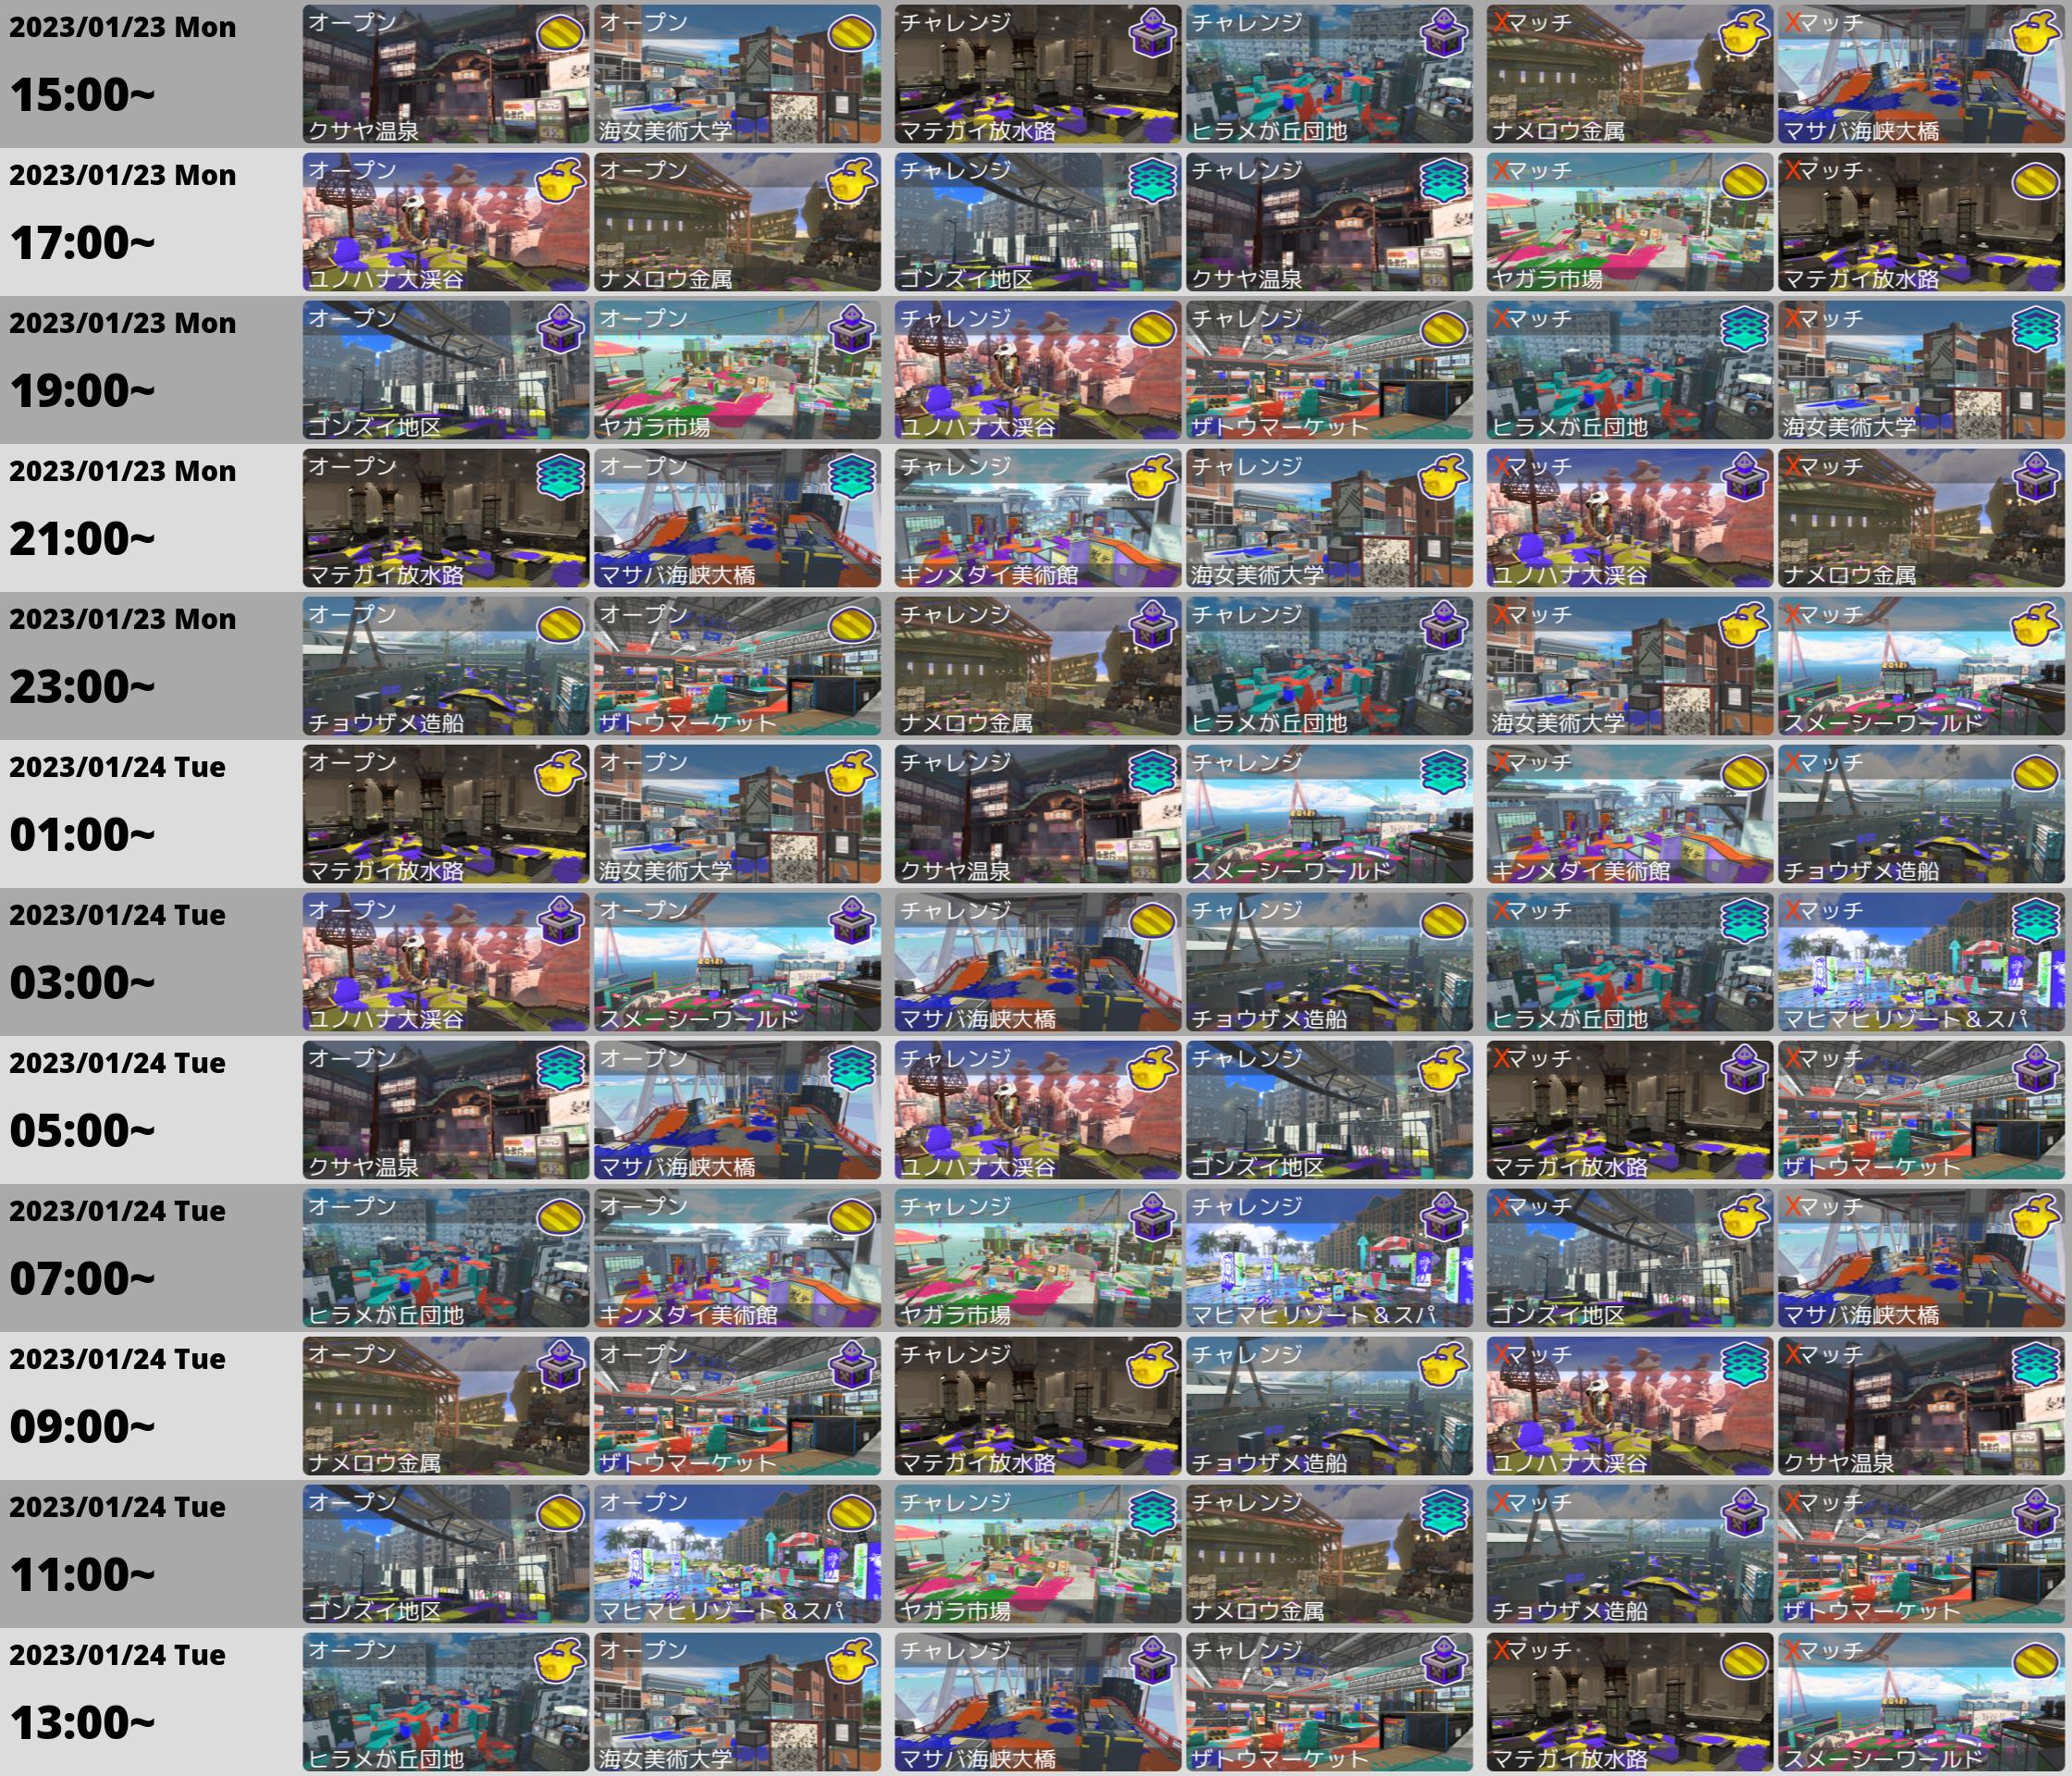 2023/01/23 Mon
15:00~
オープン オープン チャレンジ チャレンジ Xマッチ Xマッチ
クサヤ温泉 海女美術大学 マテガイ放水路 ヒラメが丘団地 ナメロウ金属 マサバ海峡大橋
2023/01/23 Mon
17:00~
オープン オープン チャレンジ チャレンジ Xマッチ Xマッチ
ユノハナ大渓谷 ナメロウ金属 ゴンズイ地区 クサヤ温泉 ヤガラ市場 マテガイ放水路
2023/01/23 Mon
19:00~
オープン オープン チャレンジ チャレンジ Xマッチ Xマッチ
ゴンズイ地区 ヤガラ市場 ユノハナ大渓谷 ザトウマーケット ヒラメが丘団地 海女美術大学
2023/01/23 Mon
21:00~
オープン オープン チャレンジ チャレンジ Xマッチ Xマッチ
マテガイ放水路 マサバ海峡大橋 キンメダイ美術館 海女美術大学 ユノハナ大渓谷 ナメロウ金属
2023/01/23 Mon
23:00~
オープン オープン チャレンジ チャレンジ Xマッチ Xマッチ
チョウザメ造船 ザトウマーケット ナメロウ金属 ヒラメが丘団地 海女美術大学 スメーシーワールド
2023/01/24 Tue
01:00~
オープン オープン チャレンジ チャレンジ Xマッチ Xマッチ
マテガイ放水路 海女美術大学 クサヤ温泉 スメーシーワールド キンメダイ美術館 チョウザメ造船
2023/01/24 Tue
03:00~
オープン オープン チャレンジ チャレンジ Xマッチ Xマッチ
ユノハナ大渓谷 スメーシーワールド マサバ海峡大橋 チョウザメ造船 ヒラメが丘団地 マヒマヒリゾート＆スパ
2023/01/24 Tue
05:00~
オープン オープン チャレンジ チャレンジ Xマッチ Xマッチ
クサヤ温泉 マサバ海峡大橋 ユノハナ大渓谷 ゴンズイ地区 マテガイ放水路 ザトウマーケット
2023/01/24 Tue
07:00~
オープン オープン チャレンジ チャレンジ Xマッチ Xマッチ
ヒラメが丘団地 キンメダイ美術館 ヤガラ市場 マヒマヒリゾート＆スパ ゴンズイ地区 マサバ海峡大橋
2023/01/24 Tue
09:00~
オープン オープン チャレンジ チャレンジ Xマッチ Xマッチ
ナメロウ金属 ザトウマーケット マテガイ放水路 チョウザメ造船 ユノハナ大渓谷 クサヤ温泉
2023/01/24 Tue
11:00~
オープン オープン チャレンジ チャレンジ Xマッチ Xマッチ
ゴンズイ地区 マヒマヒリゾート＆スパ ヤガラ市場 ナメロウ金属 チョウザメ造船 ザトウマーケット
2023/01/24 Tue
13:00~
オープン オープン チャレンジ チャレンジ Xマッチ Xマッチ
ヒラメが丘団地 海女美術大学 マサバ海峡大橋 ザトウマーケット マテガイ放水路 スメーシーワールド